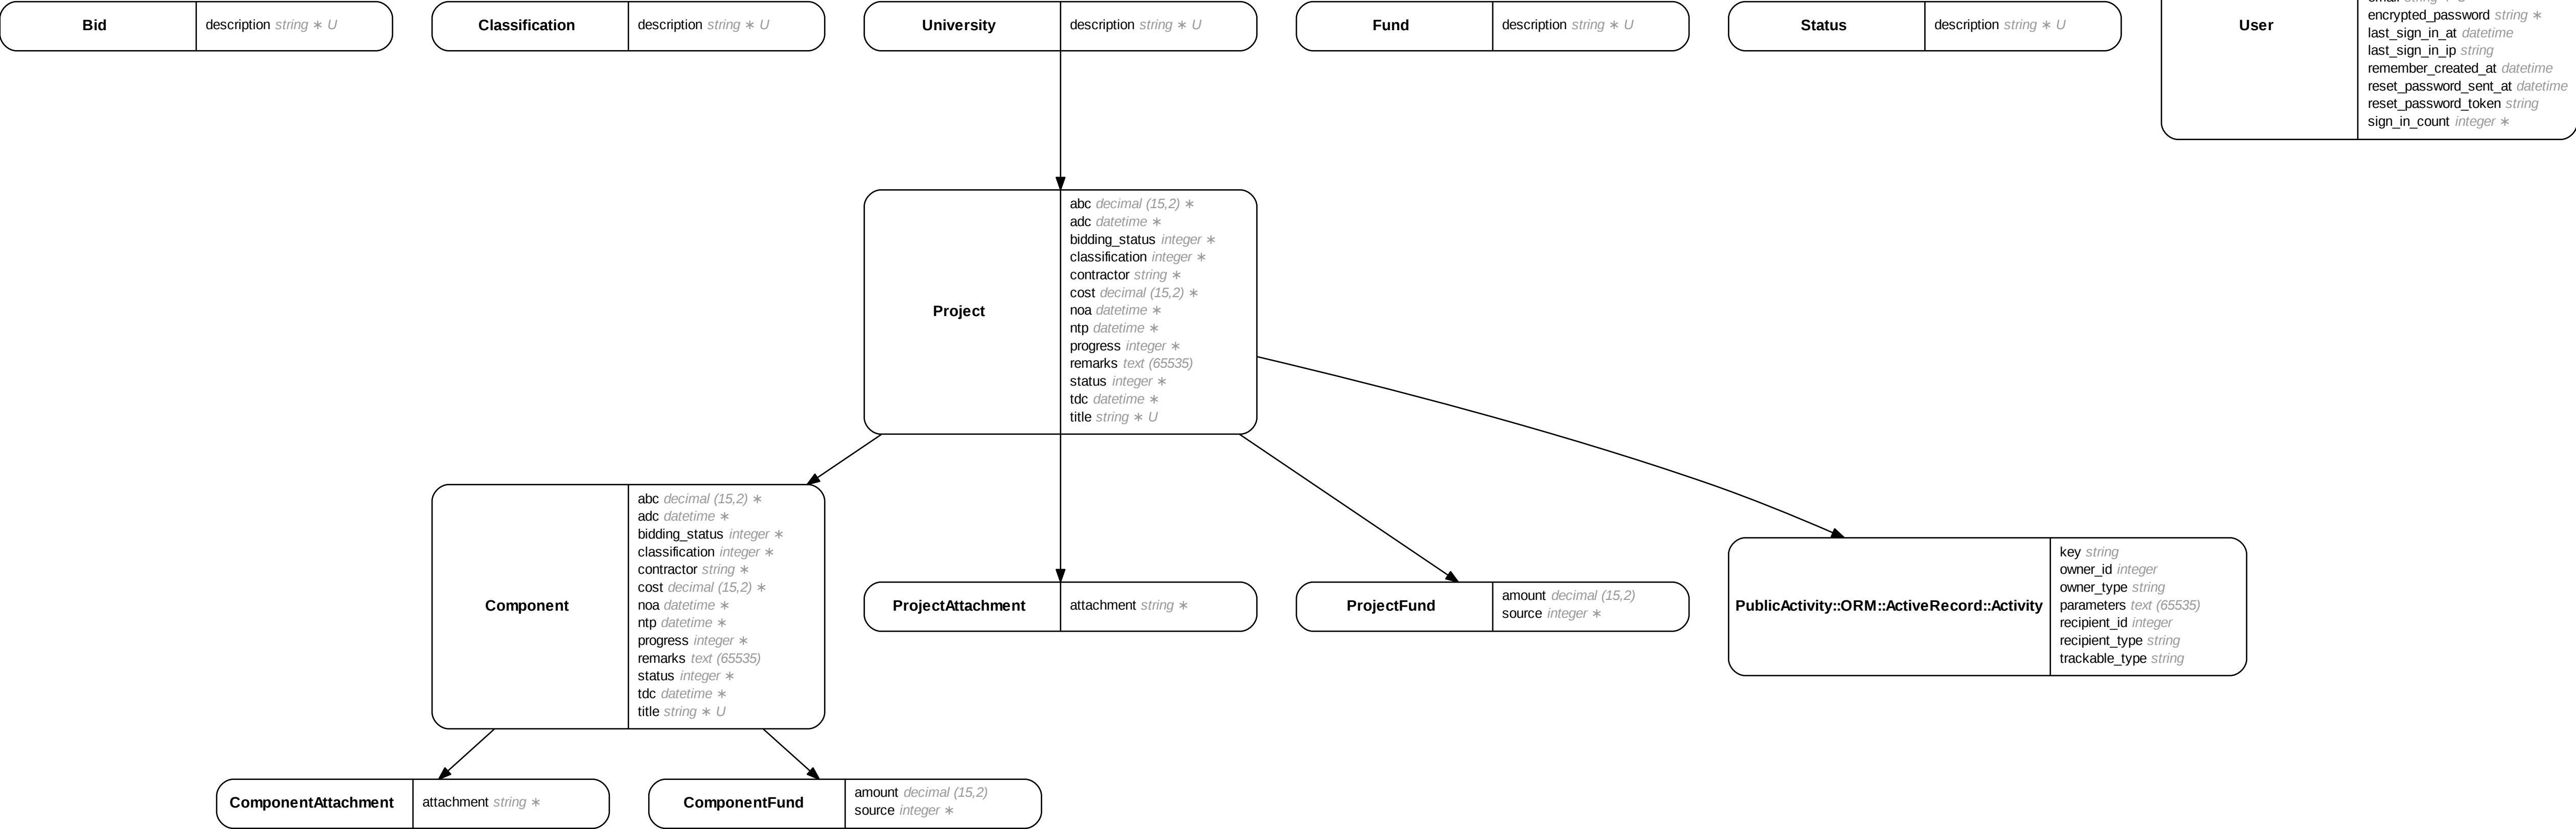 Bid
description string ∗ U
Classification
description string ∗ U
University
description string ∗ U
Fund
description string ∗ U
Status
description string ∗ U
User
encrypted_password string ∗
last_sign_in_at datetime
last_sign_in_ip string
remember_created_at datetime
reset_password_sent_at datetime
reset_password_token string
sign_in_count integer ∗
Project
abc decimal (15,2) ∗
adc datetime ∗
bidding_status integer ∗
classification integer ∗
contractor string ∗
cost decimal (15,2) ∗
noa datetime ∗
ntp datetime ∗
progress integer ∗
remarks text (65535)
status integer ∗
tdc datetime ∗
title string ∗ U
Component
abc decimal (15,2) ∗
adc datetime ∗
bidding_status integer ∗
classification integer ∗
contractor string ∗
cost decimal (15,2) ∗
noa datetime ∗
ntp datetime ∗
progress integer ∗
remarks text (65535)
status integer ∗
tdc datetime ∗
title string ∗ U
ProjectAttachment
attachment string ∗
ProjectFund
amount decimal (15,2)
source integer ∗
PublicActivity::ORM::ActiveRecord::Activity
key string
owner_id integer
owner_type string
parameters text (65535)
recipient_id integer
recipient_type string
trackable_type string
ComponentAttachment
attachment string ∗
ComponentFund
amount decimal (15,2)
source integer ∗